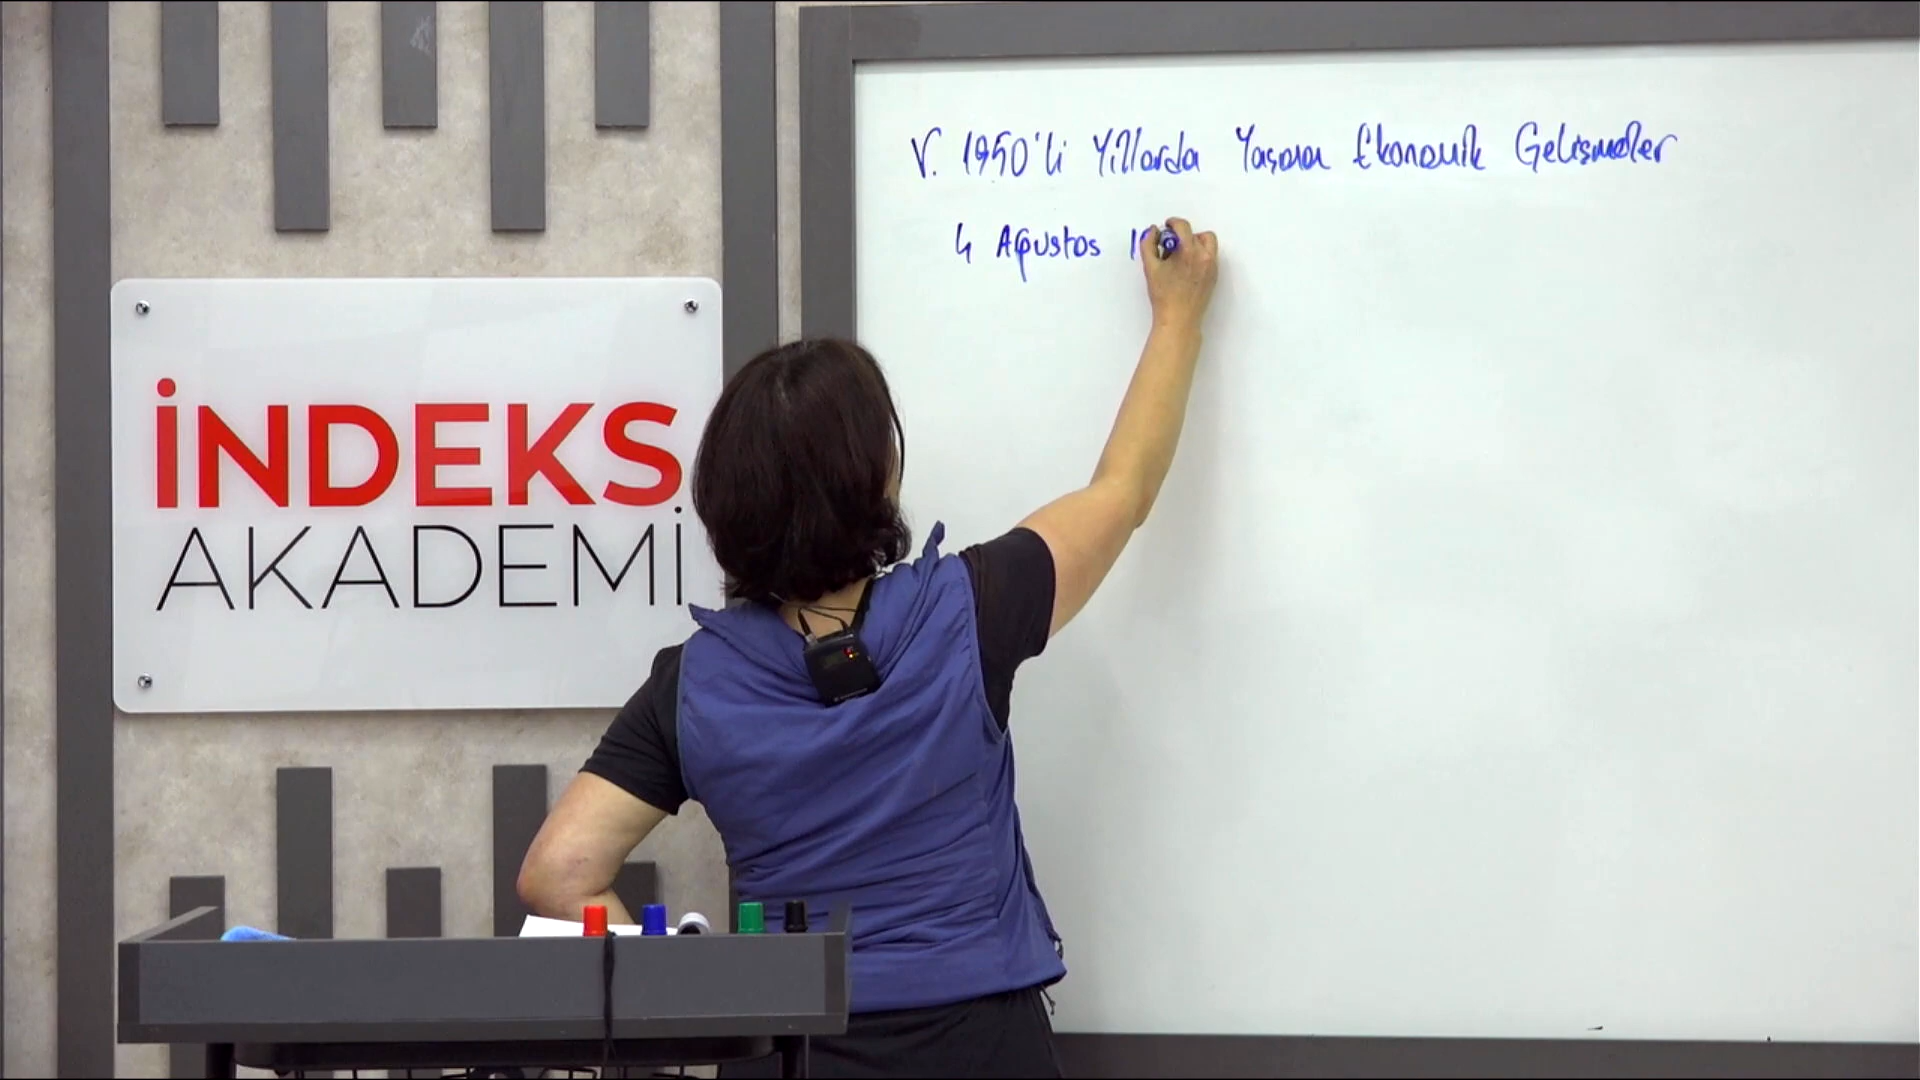 İNDEKS
AKADEMİ
V. 1950'li Yıllarda Yaşanan Ekonomik Gelişmeler
4 Ağustos